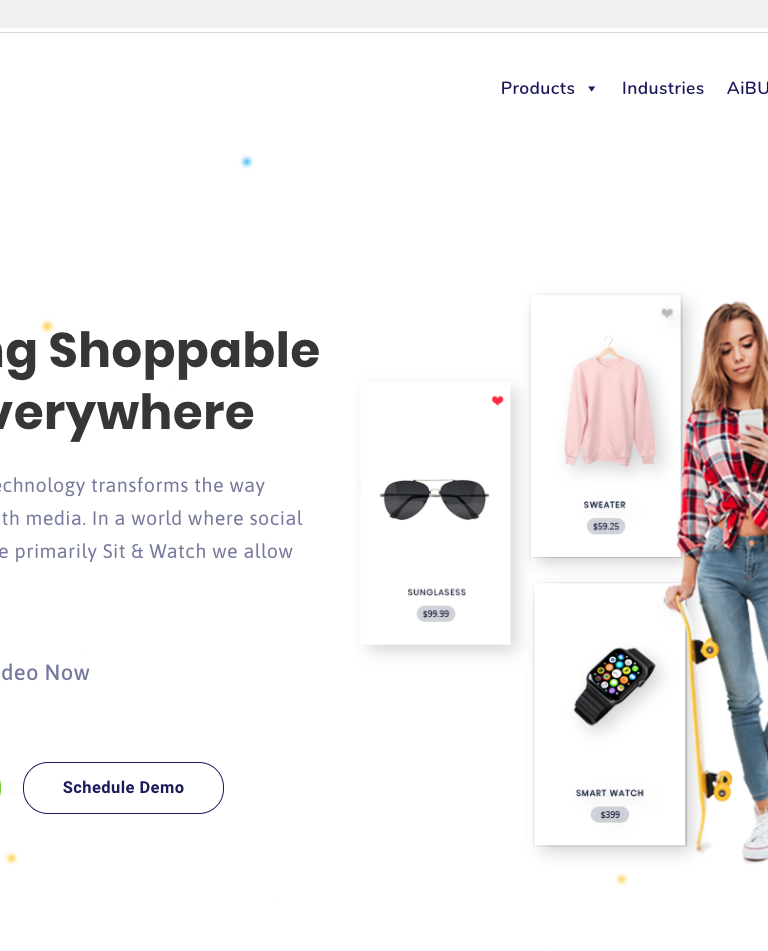 Products Industries AiBU
ng Shoppable
verywhere
echnology transforms the way
th media. In a world where social
e primarily Sit & Watch we allow
SWEATER
$59.25
SUNGLASESS
$99.99
deo Now
Schedule Demo
SMART WATCH
$399